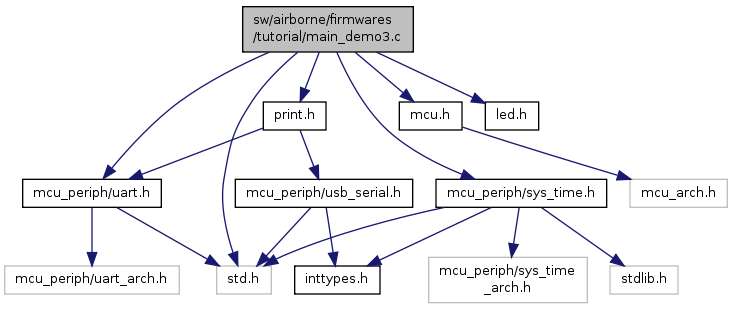 sw/airborne/firmwares
/tutorial/main_demo3.c
print.h
mcu.h
led.h
mcu_periph/uart.h
mcu_periph/usb_serial.h
mcu_periph/sys_time.h
mcu_arch.h
mcu_periph/uart_arch.h
std.h
inttypes.h
mcu_periph/sys_time
_arch.h
stdlib.h